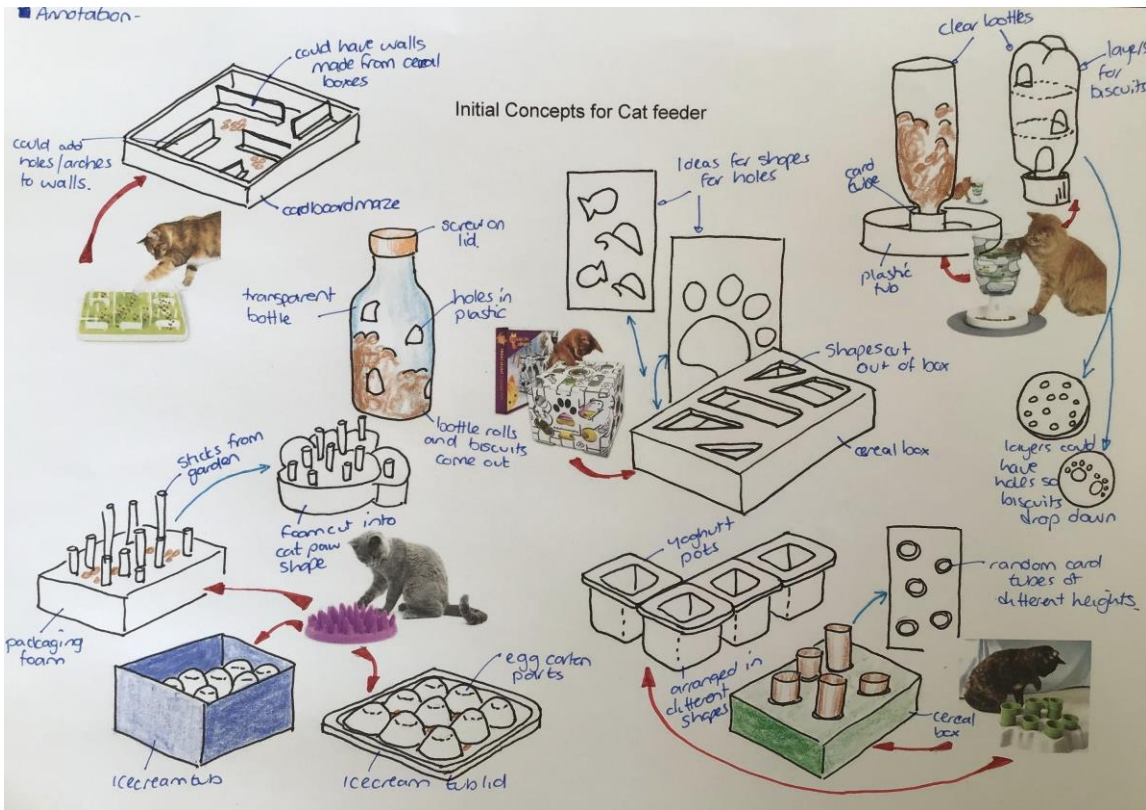 Annotation-
Initial Concepts for Cat feeder
could have walls
made from cereal
boxes
could add
holes/arches
to walls.
cardboard maze
screw on
lid.
transparent
bottle
holes in
plastic
bottle rolls
and biscuits
come out
Ideas for shapes
for holes
shapes cut
out of box
cereal box
clear bottles
layers
for
biscuits
card
tube
plastic
tub
layers could
have
holes so
biscuits
drop down
sticks from
garden
foam cut into
cat paw
shape
packaging
foam
icecream tub
egg carton
parts
icecream tub lid
yoghurt
pots
arranged in
different
shapes
random card
tubes of
different heights.
cereal
box